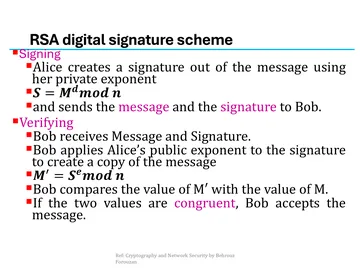 RSA digital signature scheme
Signing
Alice creates a signature out of the message using
her private exponent
S = M^d mod n
and sends the message and the signature to Bob.
Verifying
Bob receives Message and Signature.
Bob applies Alice's public exponent to the signature
to create a copy of the message
M′ = S^e mod n
Bob compares the value of M′ with the value of M.
If the two values are congruent, Bob accepts the
message.
Ref: Cryptography and Network Security by Behrouz
Forouzan